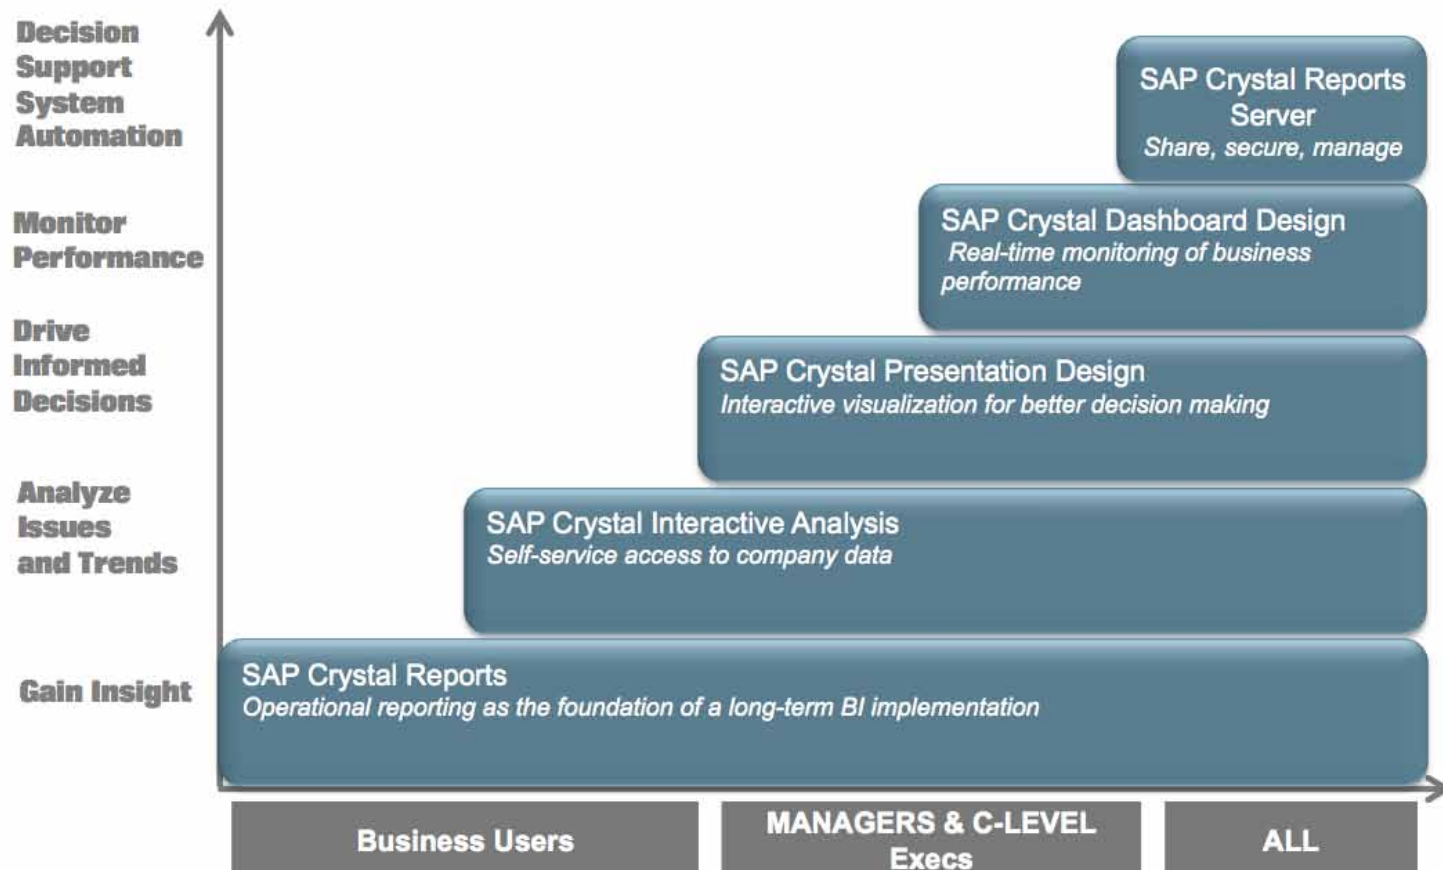 Decision
Support
System
Automation
SAP Crystal Reports
Server
Share, secure, manage
Monitor
Performance
SAP Crystal Dashboard Design
Real-time monitoring of business
performance
Drive
Informed
Decisions
SAP Crystal Presentation Design
Interactive visualization for better decision making
Analyze
Issues
and Trends
SAP Crystal Interactive Analysis
Self-service access to company data
Gain Insight
SAP Crystal Reports
Operational reporting as the foundation of a long-term BI implementation
Business Users
MANAGERS & C-LEVEL
Execs
ALL